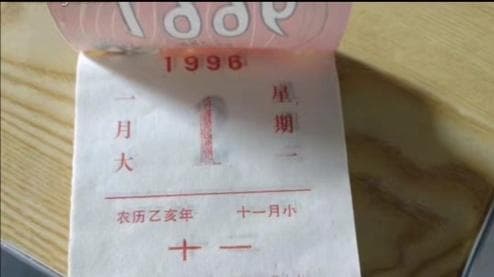 1996
一月大
1
星期一
农历乙亥年 十一月小
十一